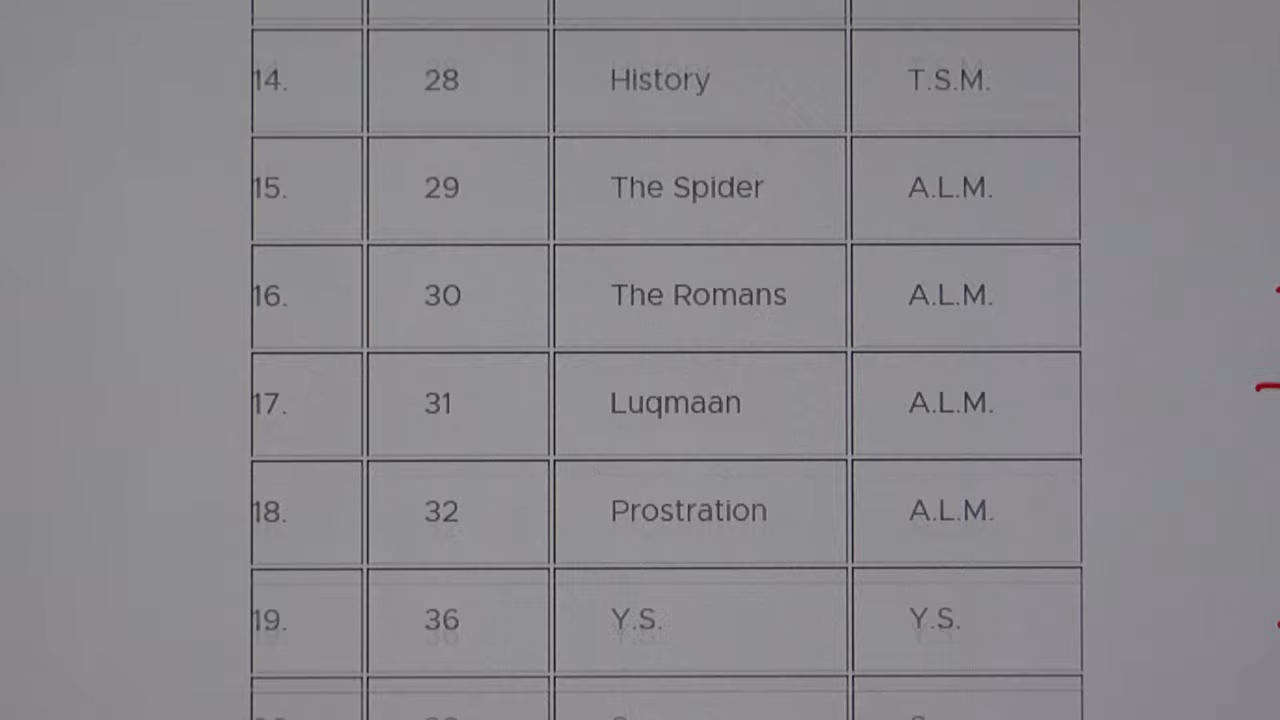 14. 28 History T.S.M.
15. 29 The Spider A.L.M.
16. 30 The Romans A.L.M.
17. 31 Luqmaan A.L.M.
18. 32 Prostration A.L.M.
19. 36 Y.S. Y.S.